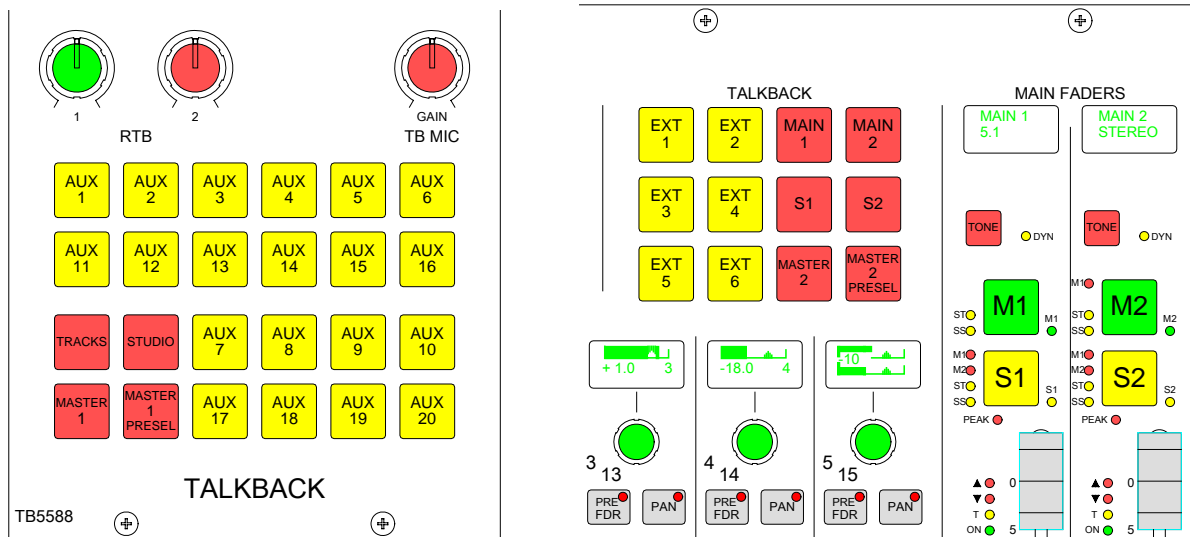 1
2
GAIN
RTB
TB MIC
AUX
1
AUX
2
AUX
3
AUX
4
AUX
5
AUX
6
AUX
11
AUX
12
AUX
13
AUX
14
AUX
15
AUX
16
TRACKS
STUDIO
AUX
7
AUX
8
AUX
9
AUX
10
MASTER
1
MASTER
1
PRESEL
AUX
17
AUX
18
AUX
19
AUX
20
TALKBACK
TB5588
TALKBACK
EXT
1
EXT
2
MAIN
1
MAIN
2
EXT
3
EXT
4
S1
S2
EXT
5
EXT
6
MASTER
2
MASTER
2
PRESEL
+ 1.0 3
-18.0 4
-10
3
13
4
14
5
15
PRE
FDR
PAN
PRE
FDR
PAN
PRE
FDR
PAN
MAIN FADERS
MAIN 1
5.1
MAIN 2
STEREO
TONE
DYN
TONE
DYN
M1
ST
SS
M1
M1
ST
SS
M2
M2
M1
M2
ST
SS
S1
S1
M1
M2
ST
SS
S2
S2
PEAK
PEAK
0
T
ON
5
0
T
ON
5